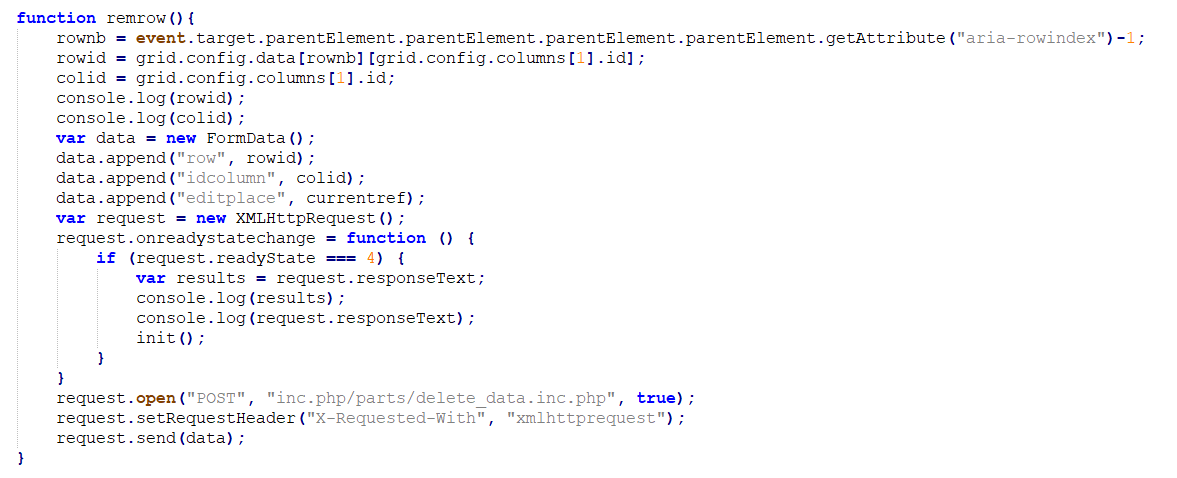 function remrow(){
    rownb = event.target.parentElement.parentElement.parentElement.parentElement.getAttribute("aria-rowindex")-1;
    rowid = grid.config.data[rownb][grid.config.columns[1].id];
    colid = grid.config.columns[1].id;
    console.log(rowid);
    console.log(colid);
    var data = new FormData();
    data.append("row", rowid);
    data.append("idcolumn", colid);
    data.append("editplace", currentref);
    var request = new XMLHttpRequest();
    request.onreadystatechange = function () {
        if (request.readyState === 4) {
            var results = request.responseText;
            console.log(results);
            console.log(request.responseText);
            init();
        }
    }
    request.open("POST", "inc.php/parts/delete_data.inc.php", true);
    request.setRequestHeader("X-Requested-With", "xmlhttprequest");
    request.send(data);
}